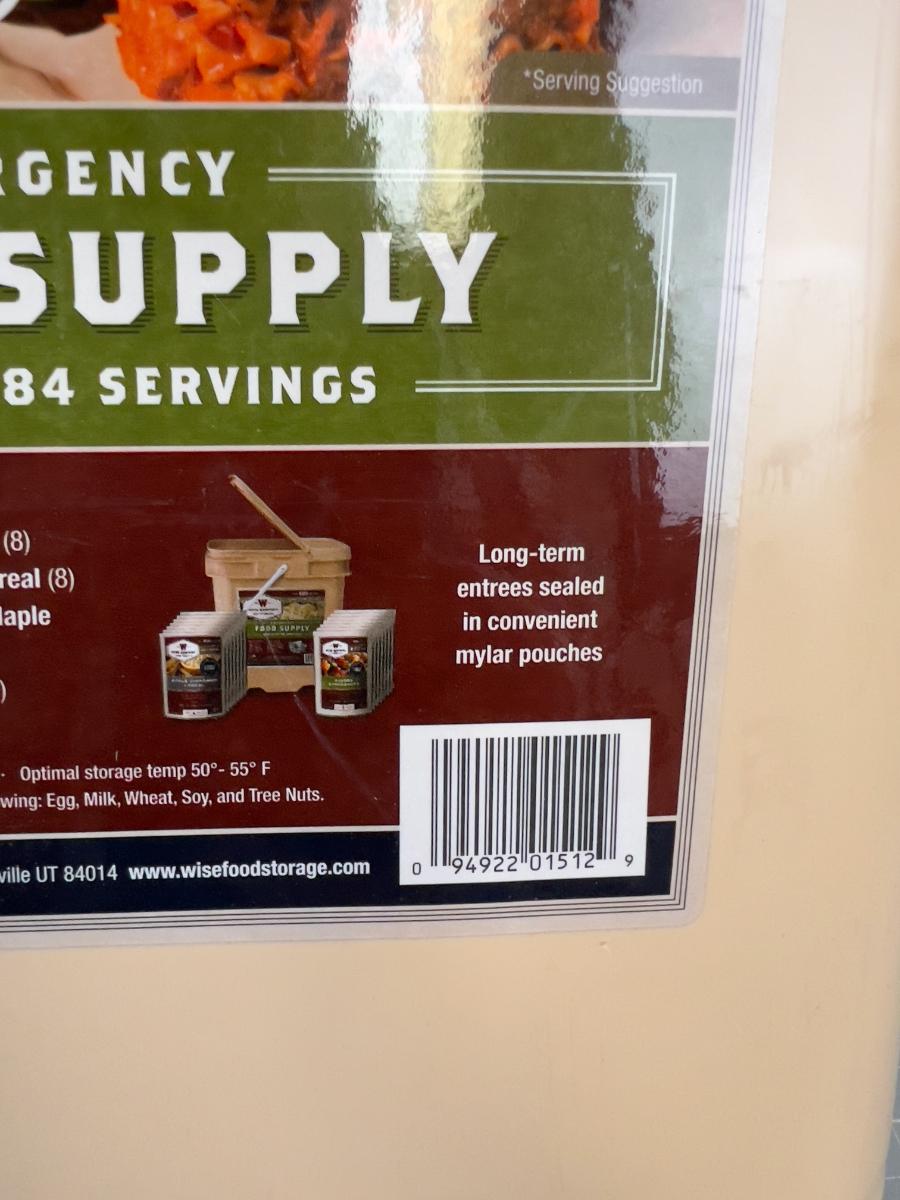 *Serving Suggestion
RGENCY
SUPPLY
84 SERVINGS
(8)
real (8)
laple
)
Long-term
entrees sealed
in convenient
mylar pouches
FOOD SUPPLY
· Optimal storage temp 50°- 55° F
wing: Egg, Milk, Wheat, Soy, and Tree Nuts.
ville UT 84014 www.wisefoodstorage.com
0 94922 01512 9